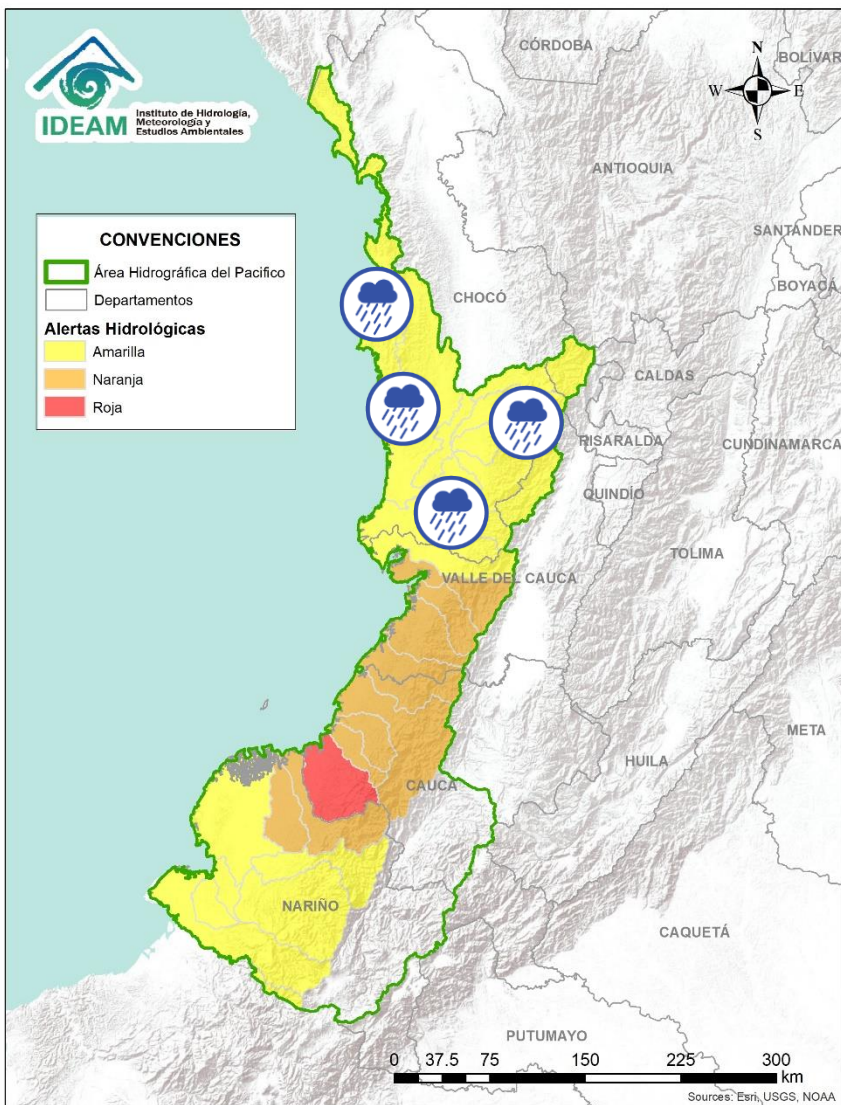 IDEAM
Instituto de Hidrología,
Meteorología y
Estudios Ambientales
CÓRDOBA
BOLÍVAR
N
W
E
S
ANTIOQUIA
SANTANDER
BOYACÁ
CONVENCIONES
Área Hidrográfica del Pacifico
Departamentos
Alertas Hidrológicas
Amarilla
Naranja
Roja
CHOCÓ
CALDAS
RISARALDA
CUNDINAMARCA
QUINDÍO
TOLIMA
VALLE DEL CAUCA
META
HUILA
CAUCA
NARIÑO
CAQUETÁ
PUTUMAYO
0 37.5 75 150 225 300
km
Sources: Esri, USGS, NOAA